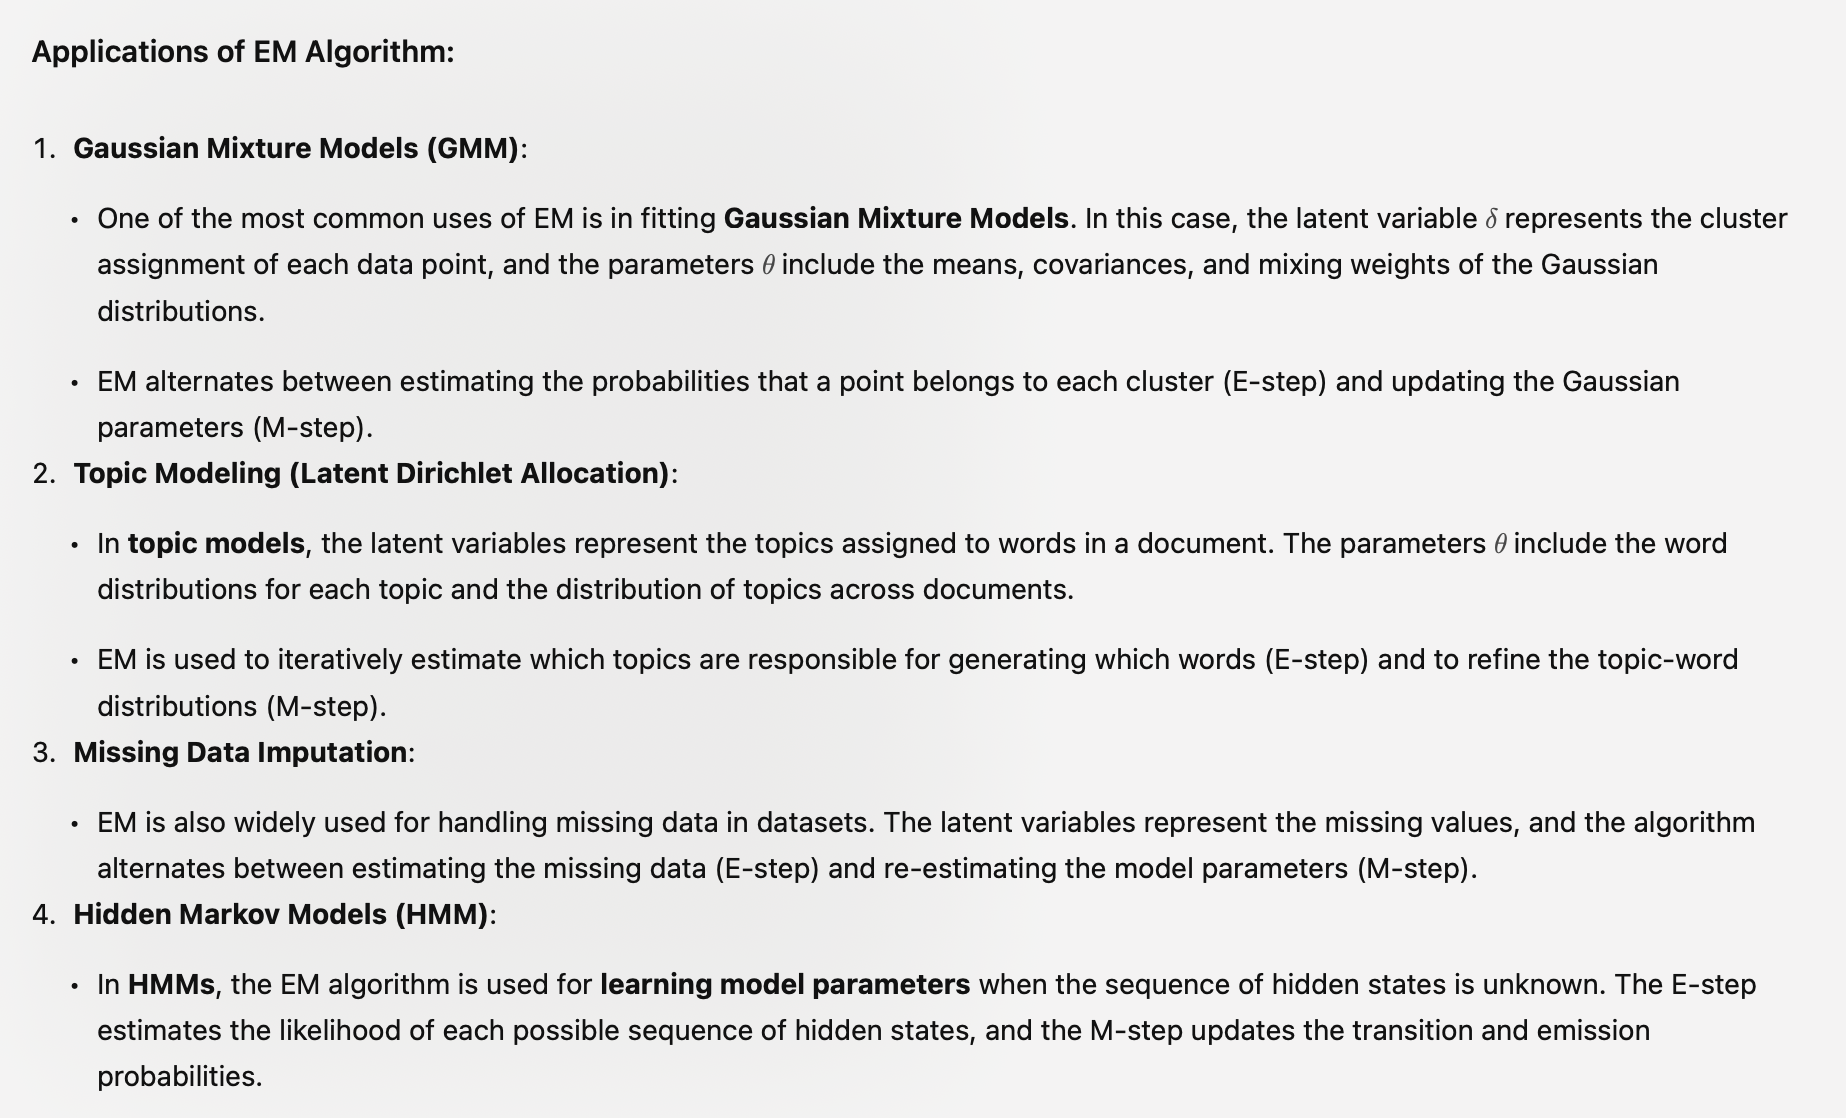 Applications of EM Algorithm:
1. Gaussian Mixture Models (GMM):
• One of the most common uses of EM is in fitting Gaussian Mixture Models. In this case, the latent variable δ represents the cluster
assignment of each data point, and the parameters θ include the means, covariances, and mixing weights of the Gaussian
distributions.
• EM alternates between estimating the probabilities that a point belongs to each cluster (E-step) and updating the Gaussian
parameters (M-step).
2. Topic Modeling (Latent Dirichlet Allocation):
• In topic models, the latent variables represent the topics assigned to words in a document. The parameters θ include the word
distributions for each topic and the distribution of topics across documents.
• EM is used to iteratively estimate which topics are responsible for generating which words (E-step) and to refine the topic-word
distributions (M-step).
3. Missing Data Imputation:
• EM is also widely used for handling missing data in datasets. The latent variables represent the missing values, and the algorithm
alternates between estimating the missing data (E-step) and re-estimating the model parameters (M-step).
4. Hidden Markov Models (HMM):
• In HMMs, the EM algorithm is used for learning model parameters when the sequence of hidden states is unknown. The E-step
estimates the likelihood of each possible sequence of hidden states, and the M-step updates the transition and emission
probabilities.